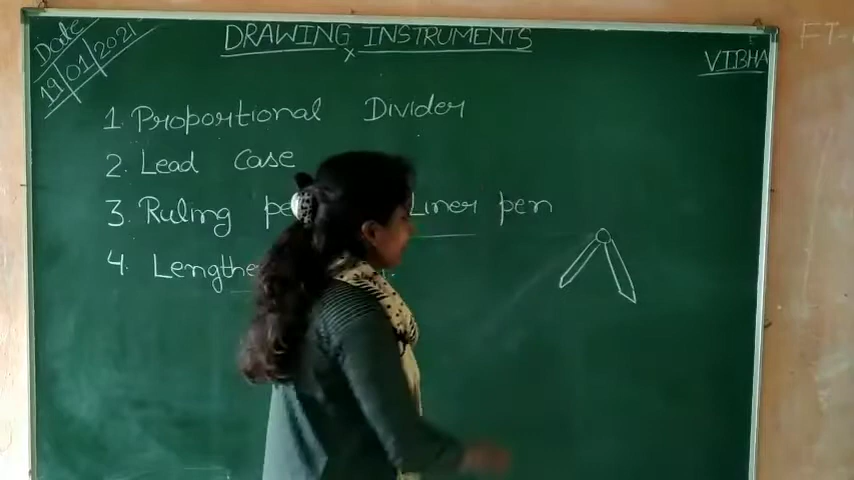 Date
19/01/2021
DRAWING INSTRUMENTS
VIBHA
FT-
1. Proportional Divider
2. Lead Case
3. Ruling pe Liner pen
4. Lengthe